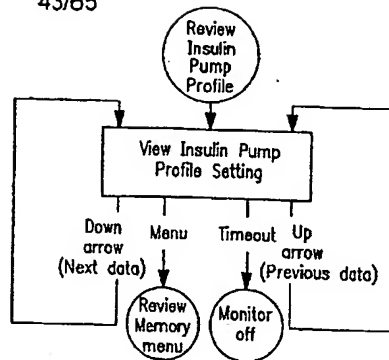 43/65
Review
Insulin
Pump
Profile
View Insulin Pump
Profile Setting
Down
arrow
(Next data)
Menu
Timeout
Up
arrow
(Previous data)
Review
Memory
menu
Monitor
off